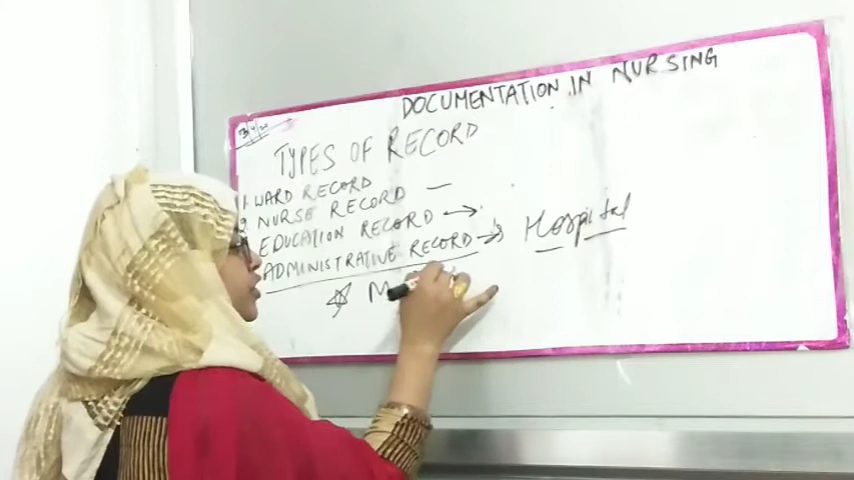 DOCUMENTATION IN NURSING
TYPES OF RECORD
1. WARD RECORD
2. NURSE RECORD —
EDUCATION RECORD →
ADMINISTRATIVE RECORD → Hospital
☆ M